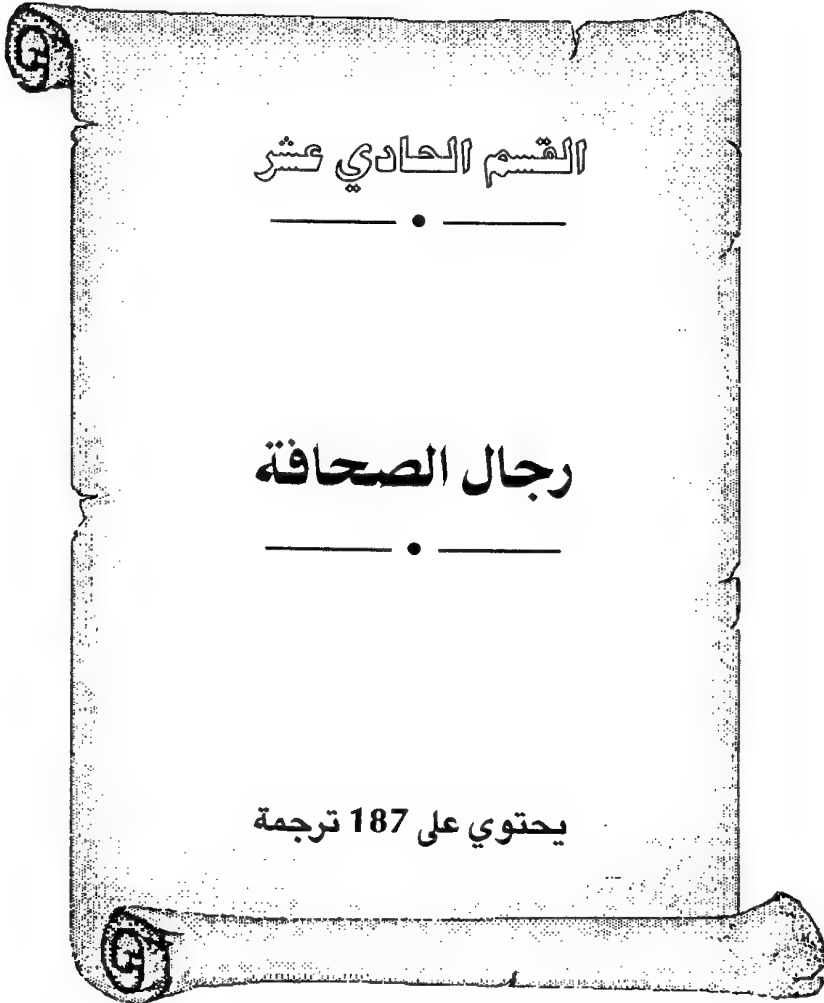 القسم الحادي عشر
رجال الصحافة
يحتوي على 187 ترجمة